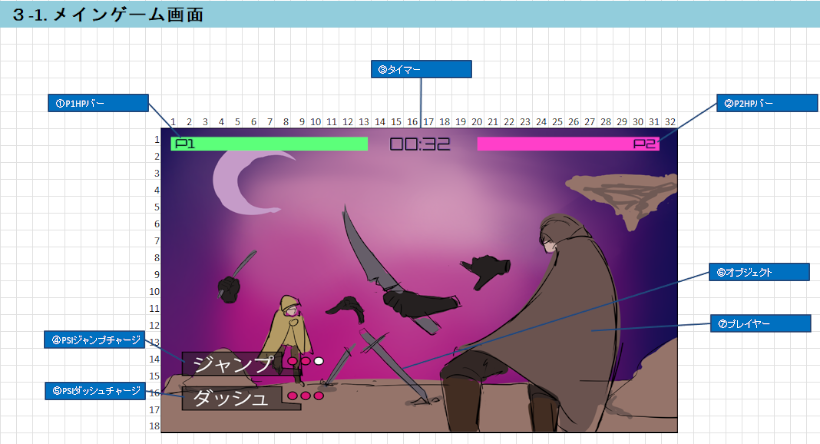 ３-1. メインゲーム画面
③タイマー
①P1HPバー
②P2HPバー
1 2 3 4 5 6 7 8 9 10 11 12 13 14 15 16 17 18 19 20 21 22 23 24 25 26 27 28 29 30 31 32
1
P1
00:32
P2
2
3
4
5
6
7
8
9
⑥オブジェクト
10
11
12
⑦プレイヤー
④PSIジャンプチャージ
13
14
ジャンプ
15
⑤PSIダッシュチャージ
16
ダッシュ
17
18